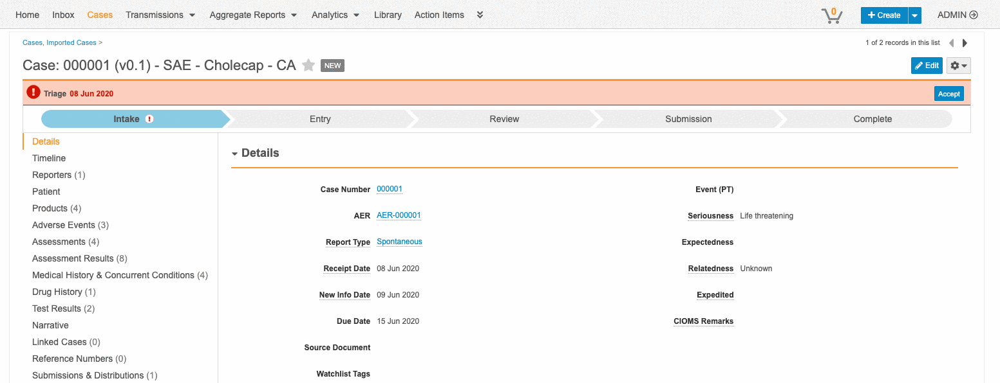 Home Inbox Cases Transmissions Aggregate Reports Analytics Library Action Items 0 + Create ADMIN
Cases, Imported Cases > 1 of 2 records in this list
Case: 000001 (v0.1) - SAE - Cholecap - CA NEW Edit
! Triage 08 Jun 2020 Accept
Intake ! Entry Review Submission Complete
Details
Timeline
Reporters (1)
Patient
Products (4)
Adverse Events (3)
Assessments (4)
Assessment Results (8)
Medical History & Concurrent Conditions (4)
Drug History (1)
Test Results (2)
Narrative
Linked Cases (0)
Reference Numbers (0)
Submissions & Distributions (1)
Details
Case Number 000001
AER AER-000001
Report Type Spontaneous
Receipt Date 08 Jun 2020
New Info Date 09 Jun 2020
Due Date 15 Jun 2020
Source Document
Watchlist Tags
Event (PT)
Seriousness Life threatening
Expectedness
Relatedness Unknown
Expedited
CIOMS Remarks